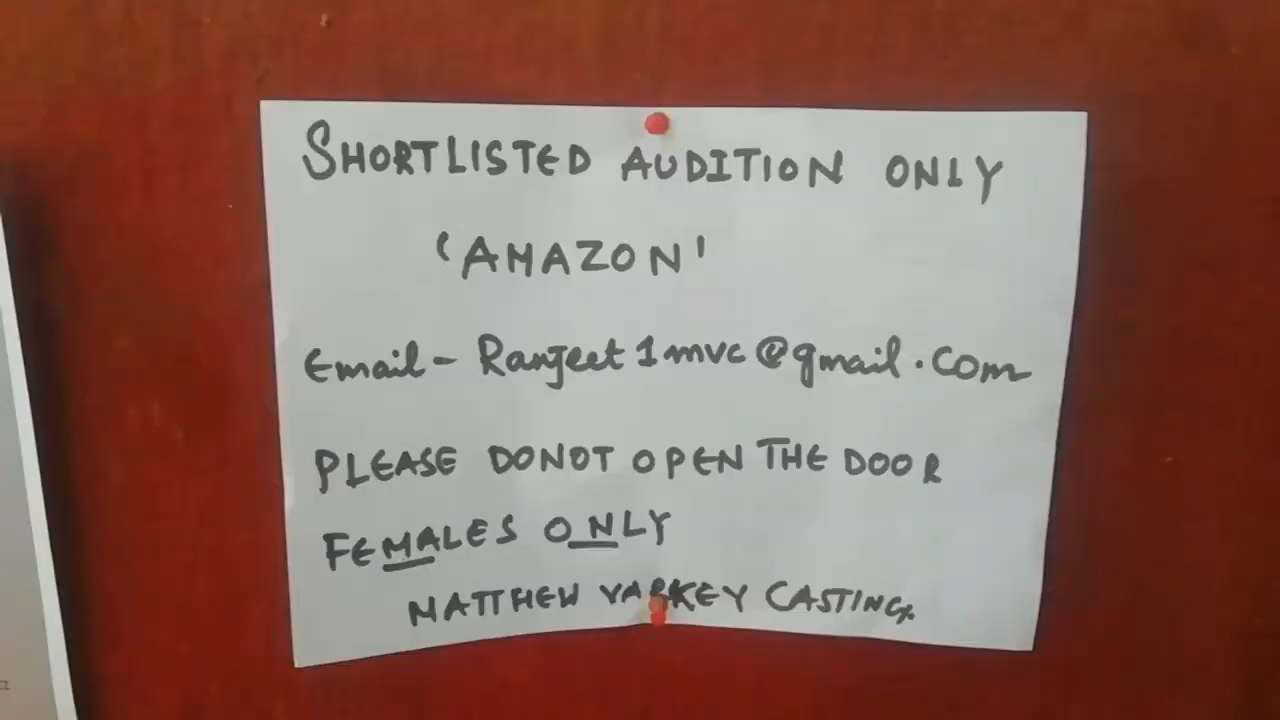 SHORTLISTED AUDITION ONLY
'AMAZON'
Email - Ranjeet1mvc@gmail.com
PLEASE DONOT OPEN THE DOOR
FEMALES ONLY
MATTHEW VARKEY CASTING.